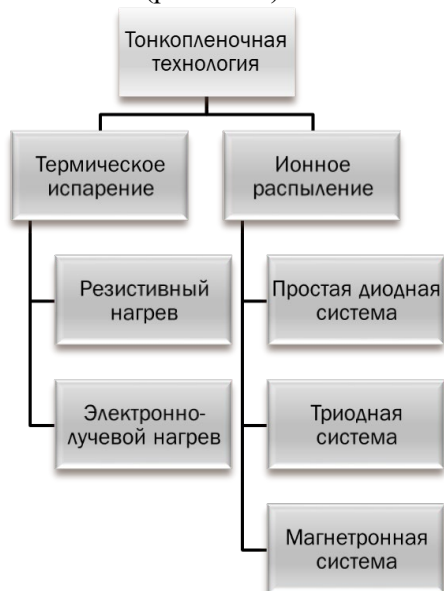 Тонкопленочная
технология
Термическое
испарение
Ионное
распыление
Резистивный
нагрев
Простая диодная
система
Электронно-
лучевой нагрев
Триодная
система
Магнетронная
система